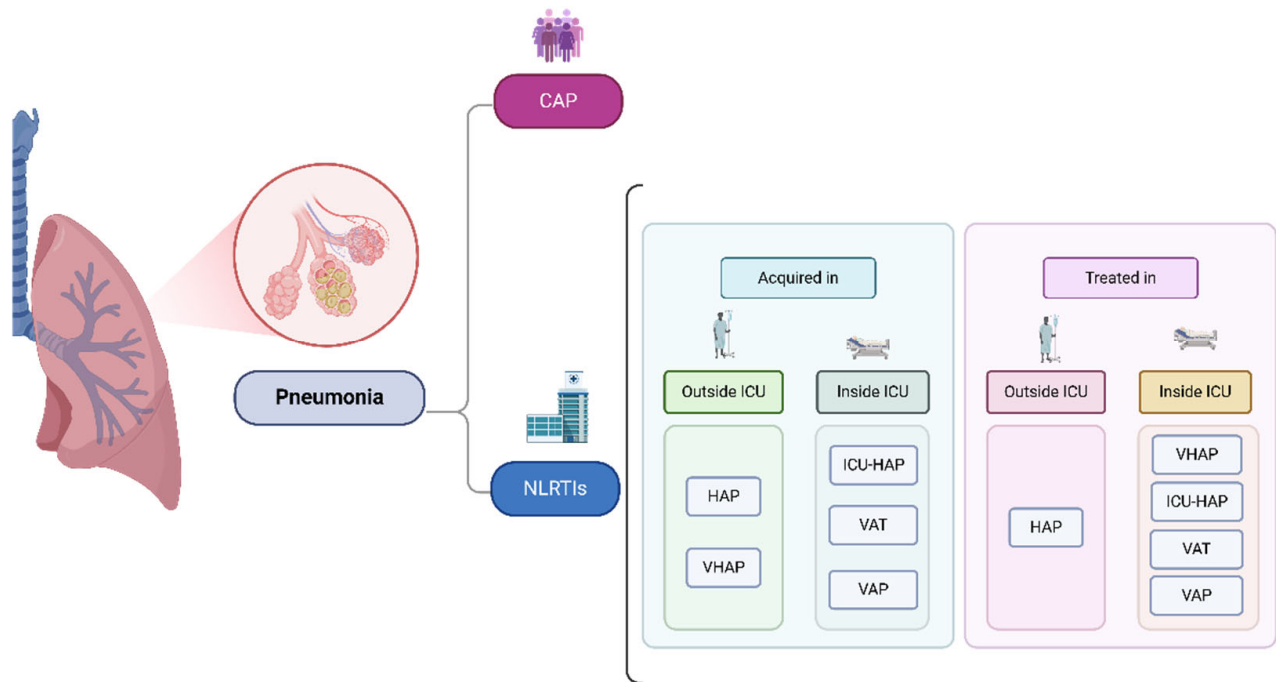 CAP
Pneumonia
NLRTIs
Acquired in
Outside ICU
Inside ICU
HAP
VHAP
ICU-HAP
VAT
VAP
Treated in
Outside ICU
Inside ICU
HAP
VHAP
ICU-HAP
VAT
VAP